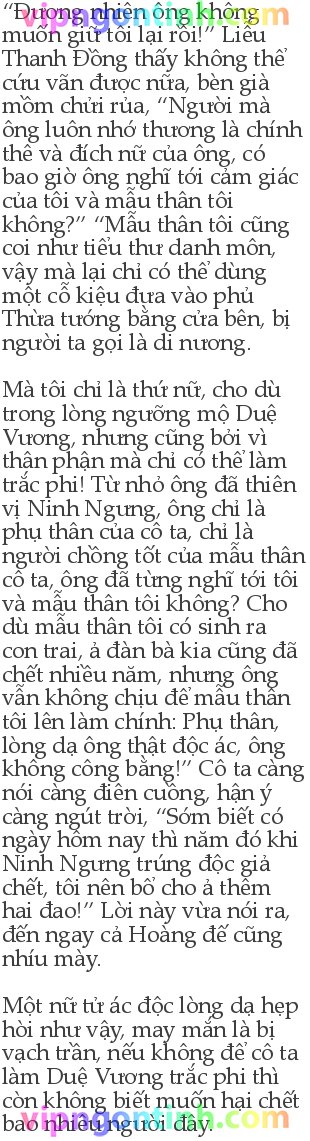 “Đương nhiên ông không
muốn giữ tôi lại rồi!” Liễu
Thanh Đồng thấy không thể
cứu vãn được nữa, bèn già
mồm chửi rủa, “Người mà
ông luôn nhớ thương là chính
thê và đích nữ của ông, có
bao giờ ông nghĩ tới cảm giác
của tôi và mẫu thân tôi
không?” “Mẫu thân tôi cũng
coi như tiểu thư danh môn,
vậy mà lại chỉ có thể dùng
một cỗ kiệu đưa vào phủ
Thừa tướng bằng cửa bên, bị
người ta gọi là di nương.
Mà tôi chỉ là thứ nữ, cho dù
trong lòng ngưỡng mộ Duệ
Vương, nhưng cũng bởi vì
thân phận mà chỉ có thể làm
trắc phi! Từ nhỏ ông đã thiên
vị Ninh Ngưng, ông chỉ là
phụ thân của cô ta, chỉ là
người chồng tốt của mẫu thân
cô ta, ông đã từng nghĩ tới tôi
và mẫu thân tôi không? Cho
dù mẫu thân tôi có sinh ra
con trai, ả đàn bà kia cũng đã
chết nhiều năm, nhưng ông
vẫn không chịu để mẫu thân
tôi lên làm chính: Phụ thân,
lòng dạ ông thật độc ác, ông
không công bằng!” Cô ta càng
nói càng điên cuồng, hận ý
càng ngút trời, “Sớm biết có
ngày hôm nay thì năm đó khi
Ninh Ngưng trúng độc giả
chết, tôi nên bổ cho ả thêm
hai đao!” Lời này vừa nói ra,
đến ngay cả Hoàng đế cũng
nhíu mày.
Một nữ tử ác độc lòng dạ hẹp
hòi như vậy, may mắn là bị
vạch trần, nếu không để cô ta
làm Duệ Vương trắc phi thì
còn không biết muốn hại chết
bao nhiêu người đây.
vipngontinh.com
vipngontinh.com